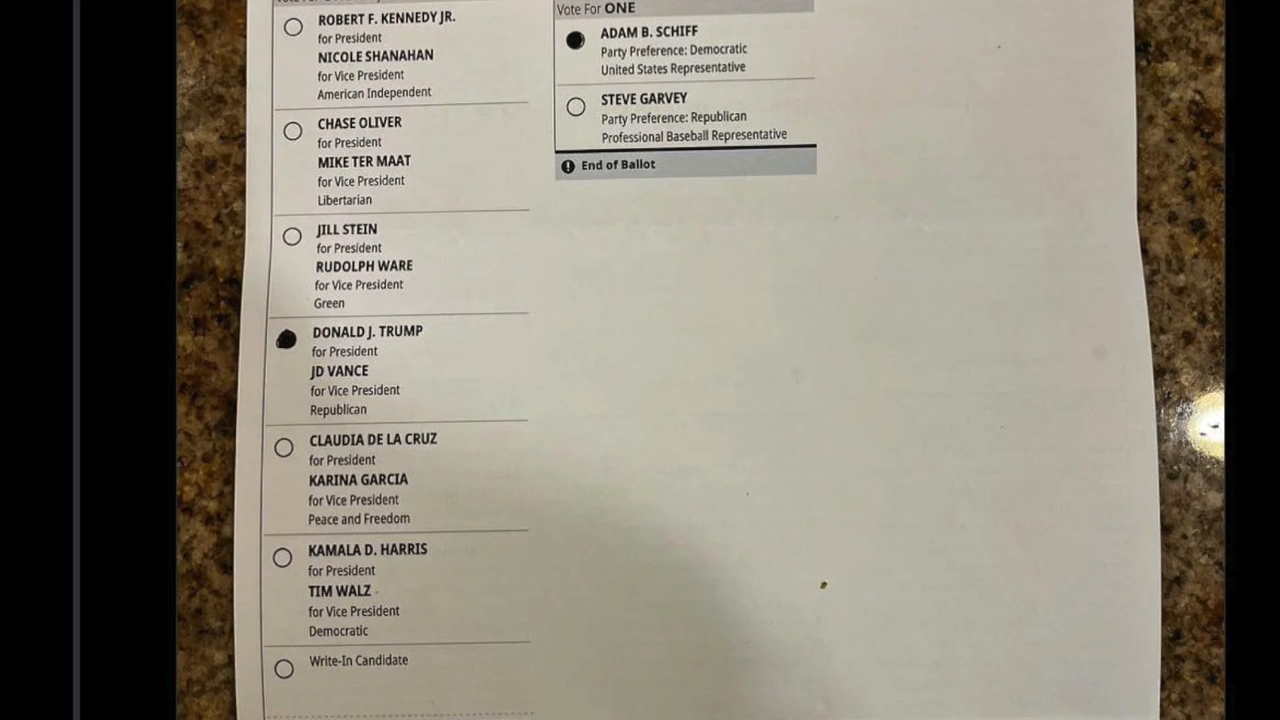 ROBERT F. KENNEDY JR.
for President
NICOLE SHANAHAN
for Vice President
American Independent
CHASE OLIVER
for President
MIKE TER MAAT
for Vice President
Libertarian
JILL STEIN
for President
RUDOLPH WARE
for Vice President
Green
DONALD J. TRUMP
for President
JD VANCE
for Vice President
Republican
CLAUDIA DE LA CRUZ
for President
KARINA GARCIA
for Vice President
Peace and Freedom
KAMALA D. HARRIS
for President
TIM WALZ
for Vice President
Democratic
Write-In Candidate
Vote For ONE
ADAM B. SCHIFF
Party Preference: Democratic
United States Representative
STEVE GARVEY
Party Preference: Republican
Professional Baseball Representative
End of Ballot